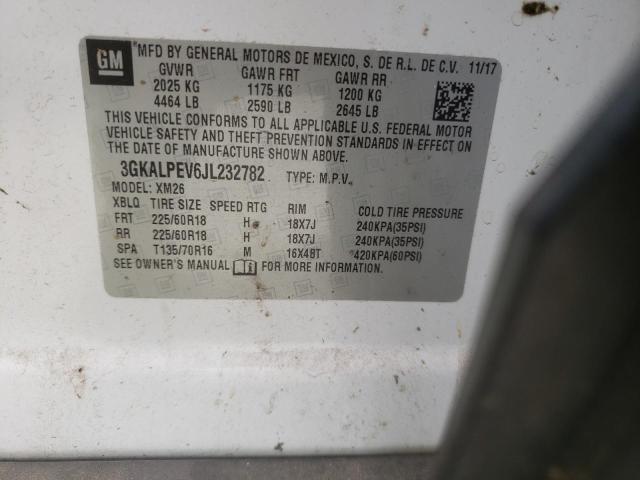 GM
MFD BY GENERAL MOTORS DE MEXICO, S. DE R.L. DE C.V. 11/17
GVWR GAWR FRT GAWR RR
2025 KG 1175 KG 1200 KG
4464 LB 2590 LB 2645 LB
THIS VEHICLE CONFORMS TO ALL APPLICABLE U.S. FEDERAL MOTOR
VEHICLE SAFETY AND THEFT PREVENTION STANDARDS IN EFFECT ON
THE DATE OF MANUFACTURE SHOWN ABOVE.
3GKALPEV6JL232782 TYPE: M.P.V.
MODEL: XM26
XBLQ TIRE SIZE SPEED RTG RIM COLD TIRE PRESSURE
FRT 225/60R18 H 18X7J 240KPA(35PSI)
RR 225/60R18 H 18X7J 240KPA(35PSI)
SPA T135/70R16 M 16X4BT 420KPA(60PSI)
SEE OWNER'S MANUAL FOR MORE INFORMATION